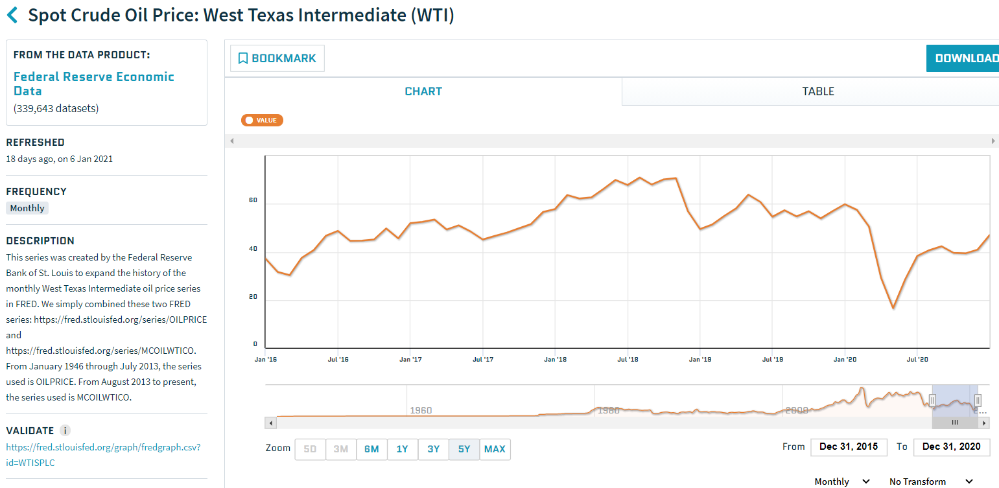 Spot Crude Oil Price: West Texas Intermediate (WTI)
FROM THE DATA PRODUCT:
Federal Reserve Economic
Data
(339,643 datasets)
REFRESHED
18 days ago, on 6 Jan 2021
FREQUENCY
Monthly
DESCRIPTION
This series was created by the Federal Reserve
Bank of St. Louis to expand the history of the
monthly West Texas Intermediate oil price series
in FRED. We simply combined these two FRED
series: https://fred.stlouisfed.org/series/OILPRICE
and
https://fred.stlouisfed.org/series/MCOILWTICO.
From January 1946 through July 2013, the series
used is OILPRICE. From August 2013 to present,
the series used is MCOILWTICO.
VALIDATE i
https://fred.stlouisfed.org/graph/fredgraph.csv?
id=WTISPLC
BOOKMARK
DOWNLOAD
CHART
TABLE
VALUE
60
40
20
0
Jan '16 Jul '16 Jan '17 Jul '17 Jan '18 Jul '18 Jan '19 Jul '19 Jan '20 Jul '20
1960 1980 2000 2...
Zoom 5D 3M 6M 1Y 3Y 5Y MAX
From Dec 31, 2015 To Dec 31, 2020
Monthly No Transform